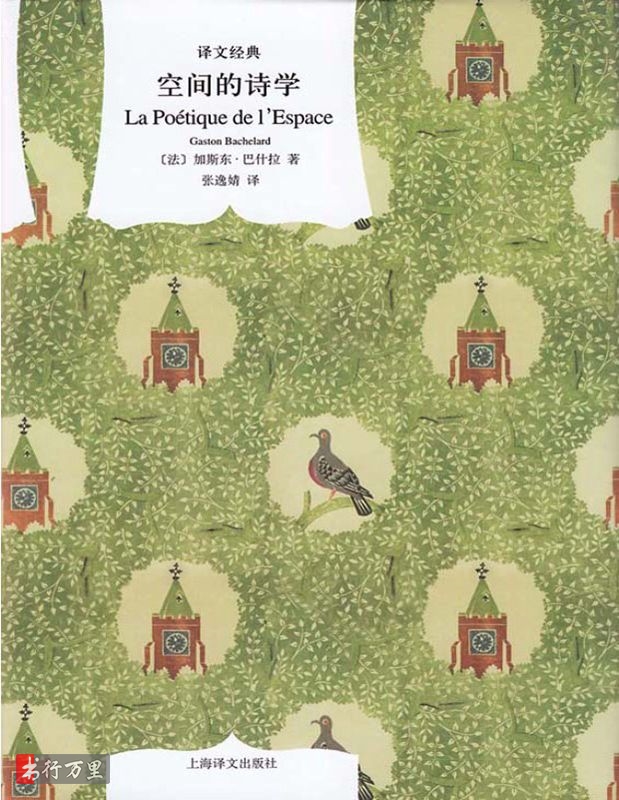 译文经典
空间的诗学
La Poétique de l'Espace
Gaston Bachelard
〔法〕加斯东·巴什拉 著
张逸婧 译
上海译文出版社
书行万里